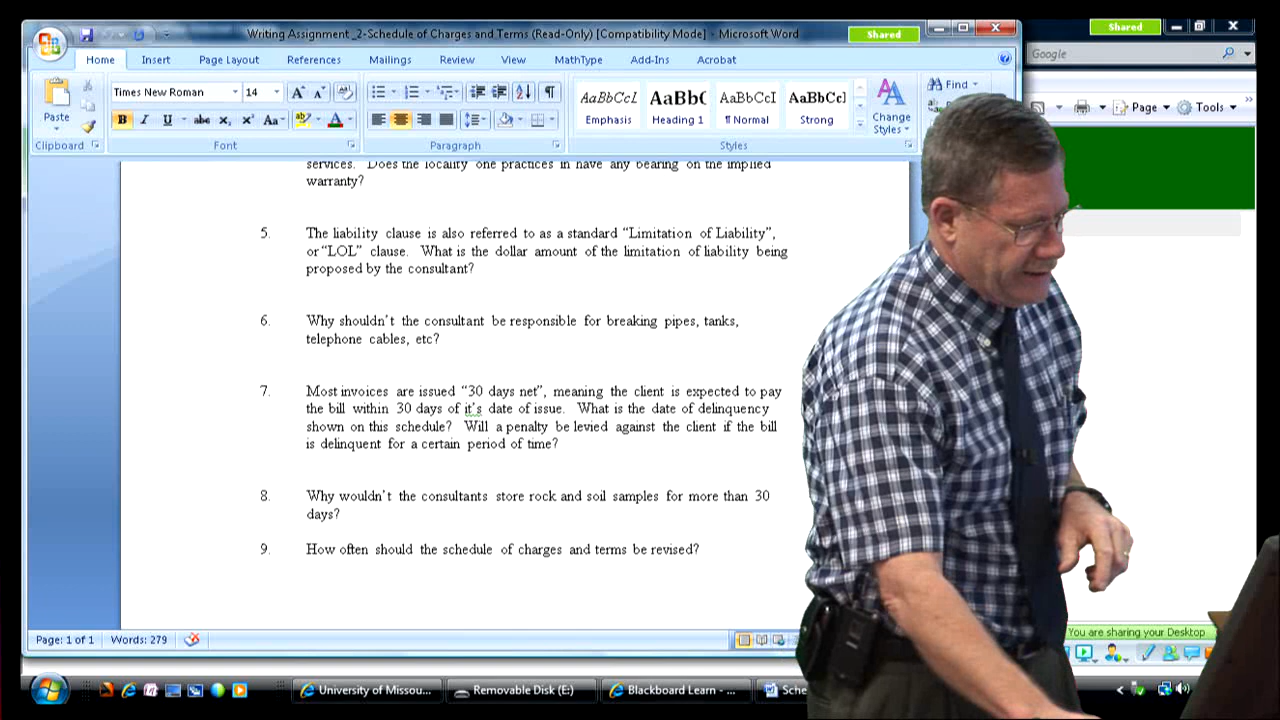 Writing Assignment _2-Schedule of Charges and Terms (Read-Only) [Compatibility Mode] - Microsoft Word
Shared
Shared
Home Insert Page Layout References Mailings Review View MathType Add-Ins Acrobat
Google
Times New Roman 14
AaBbCcI AaBbC AaBbCcI AaBbCcI
Find
Page Tools
Paste
Emphasis Heading 1 ¶ Normal Strong
Change
Styles
Clipboard Font Paragraph Styles
services. Does the locality one practices in have any bearing on the implied
warranty?
5. The liability clause is also referred to as a standard “Limitation of Liability”,
or“LOL” clause. What is the dollar amount of the limitation of liability being
proposed by the consultant?
6. Why shouldn’t the consultant be responsible for breaking pipes, tanks,
telephone cables, etc?
7. Most invoices are issued “30 days net”, meaning the client is expected to pay
the bill within 30 days of it’s date of issue. What is the date of delinquency
shown on this schedule? Will a penalty be levied against the client if the bill
is delinquent for a certain period of time?
8. Why wouldn’t the consultants store rock and soil samples for more than 30
days?
9. How often should the schedule of charges and terms be revised?
Page: 1 of 1 Words: 279
You are sharing your Desktop
University of Missou... Removable Disk (E:) Blackboard Learn - ... Sche